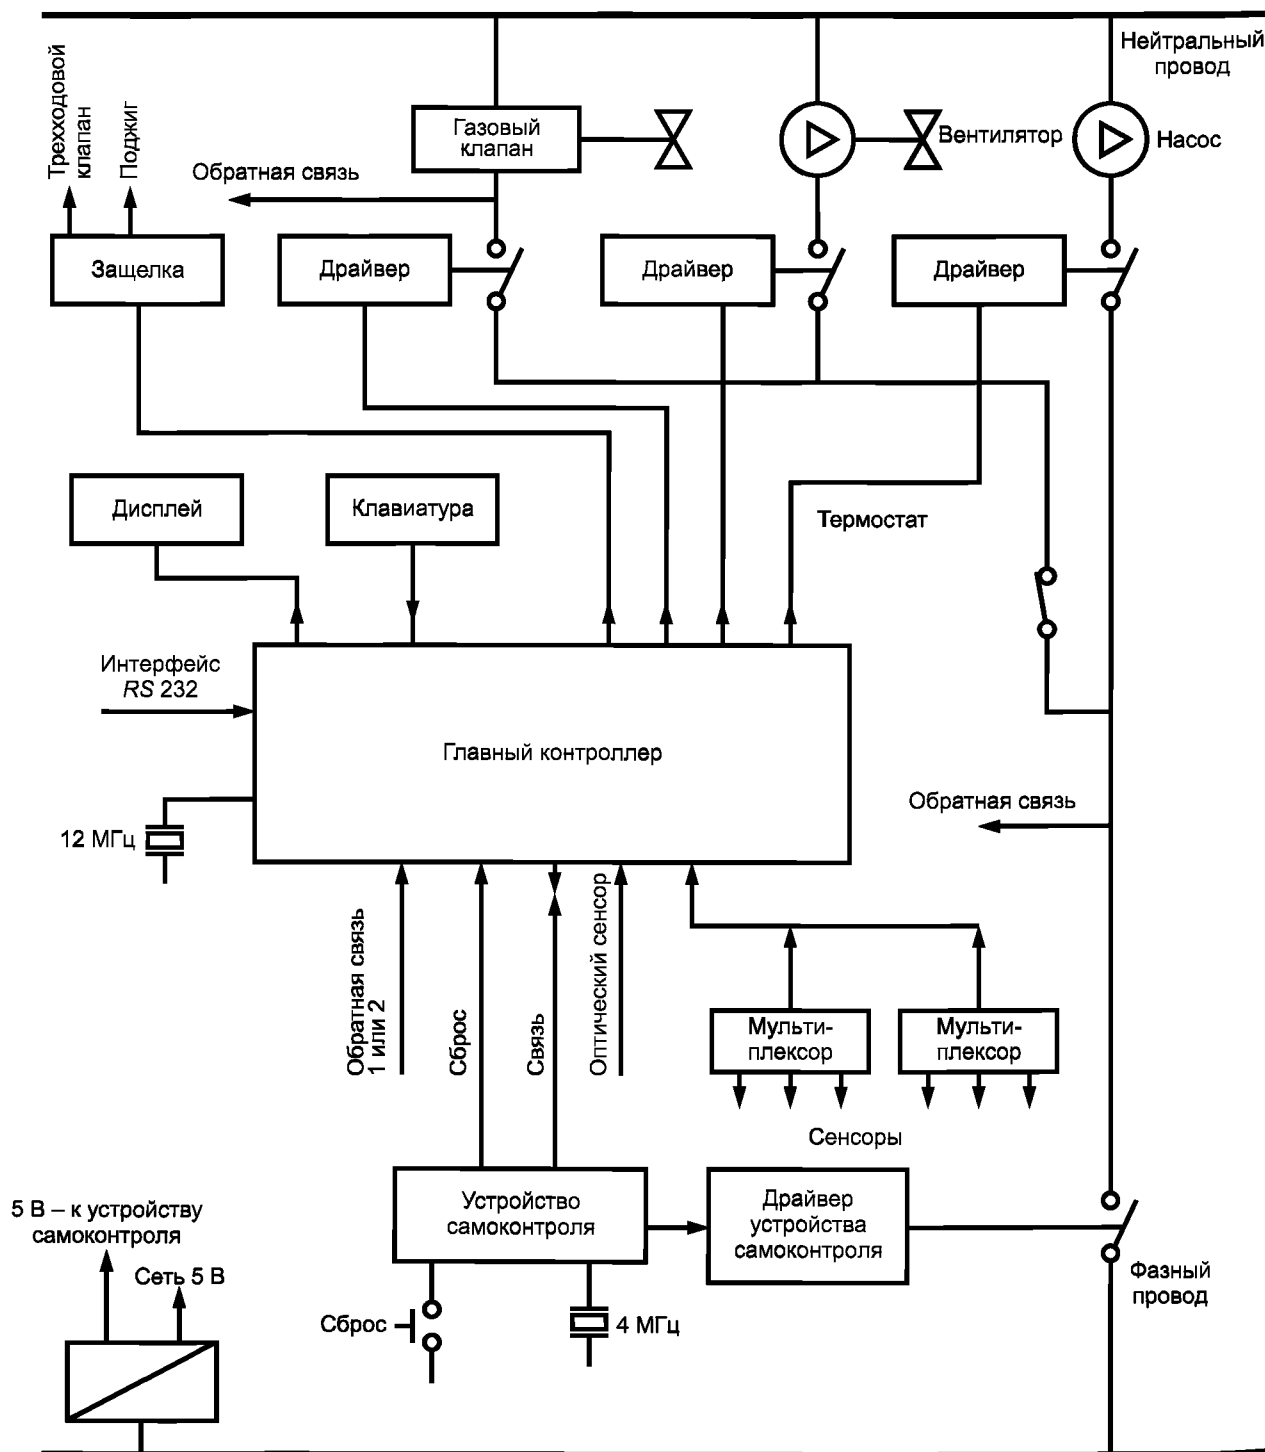 Нейтральный
провод
Трехходовой
клапан
Поджиг
Газовый
клапан
Вентилятор
Насос
Обратная связь
Защелка
Драйвер
Драйвер
Драйвер
Дисплей
Клавиатура
Термостат
Интерфейс
RS 232
Главный контроллер
Обратная связь
12 МГц
Обратная связь
1 или 2
Сброс
Связь
Оптический сенсор
Мульти-
плексор
Мульти-
плексор
Сенсоры
Устройство
самоконтроля
Драйвер
устройства
самоконтроля
5 В – к устройству
самоконтроля
Сеть 5 В
Фазный
провод
Сброс
4 МГц